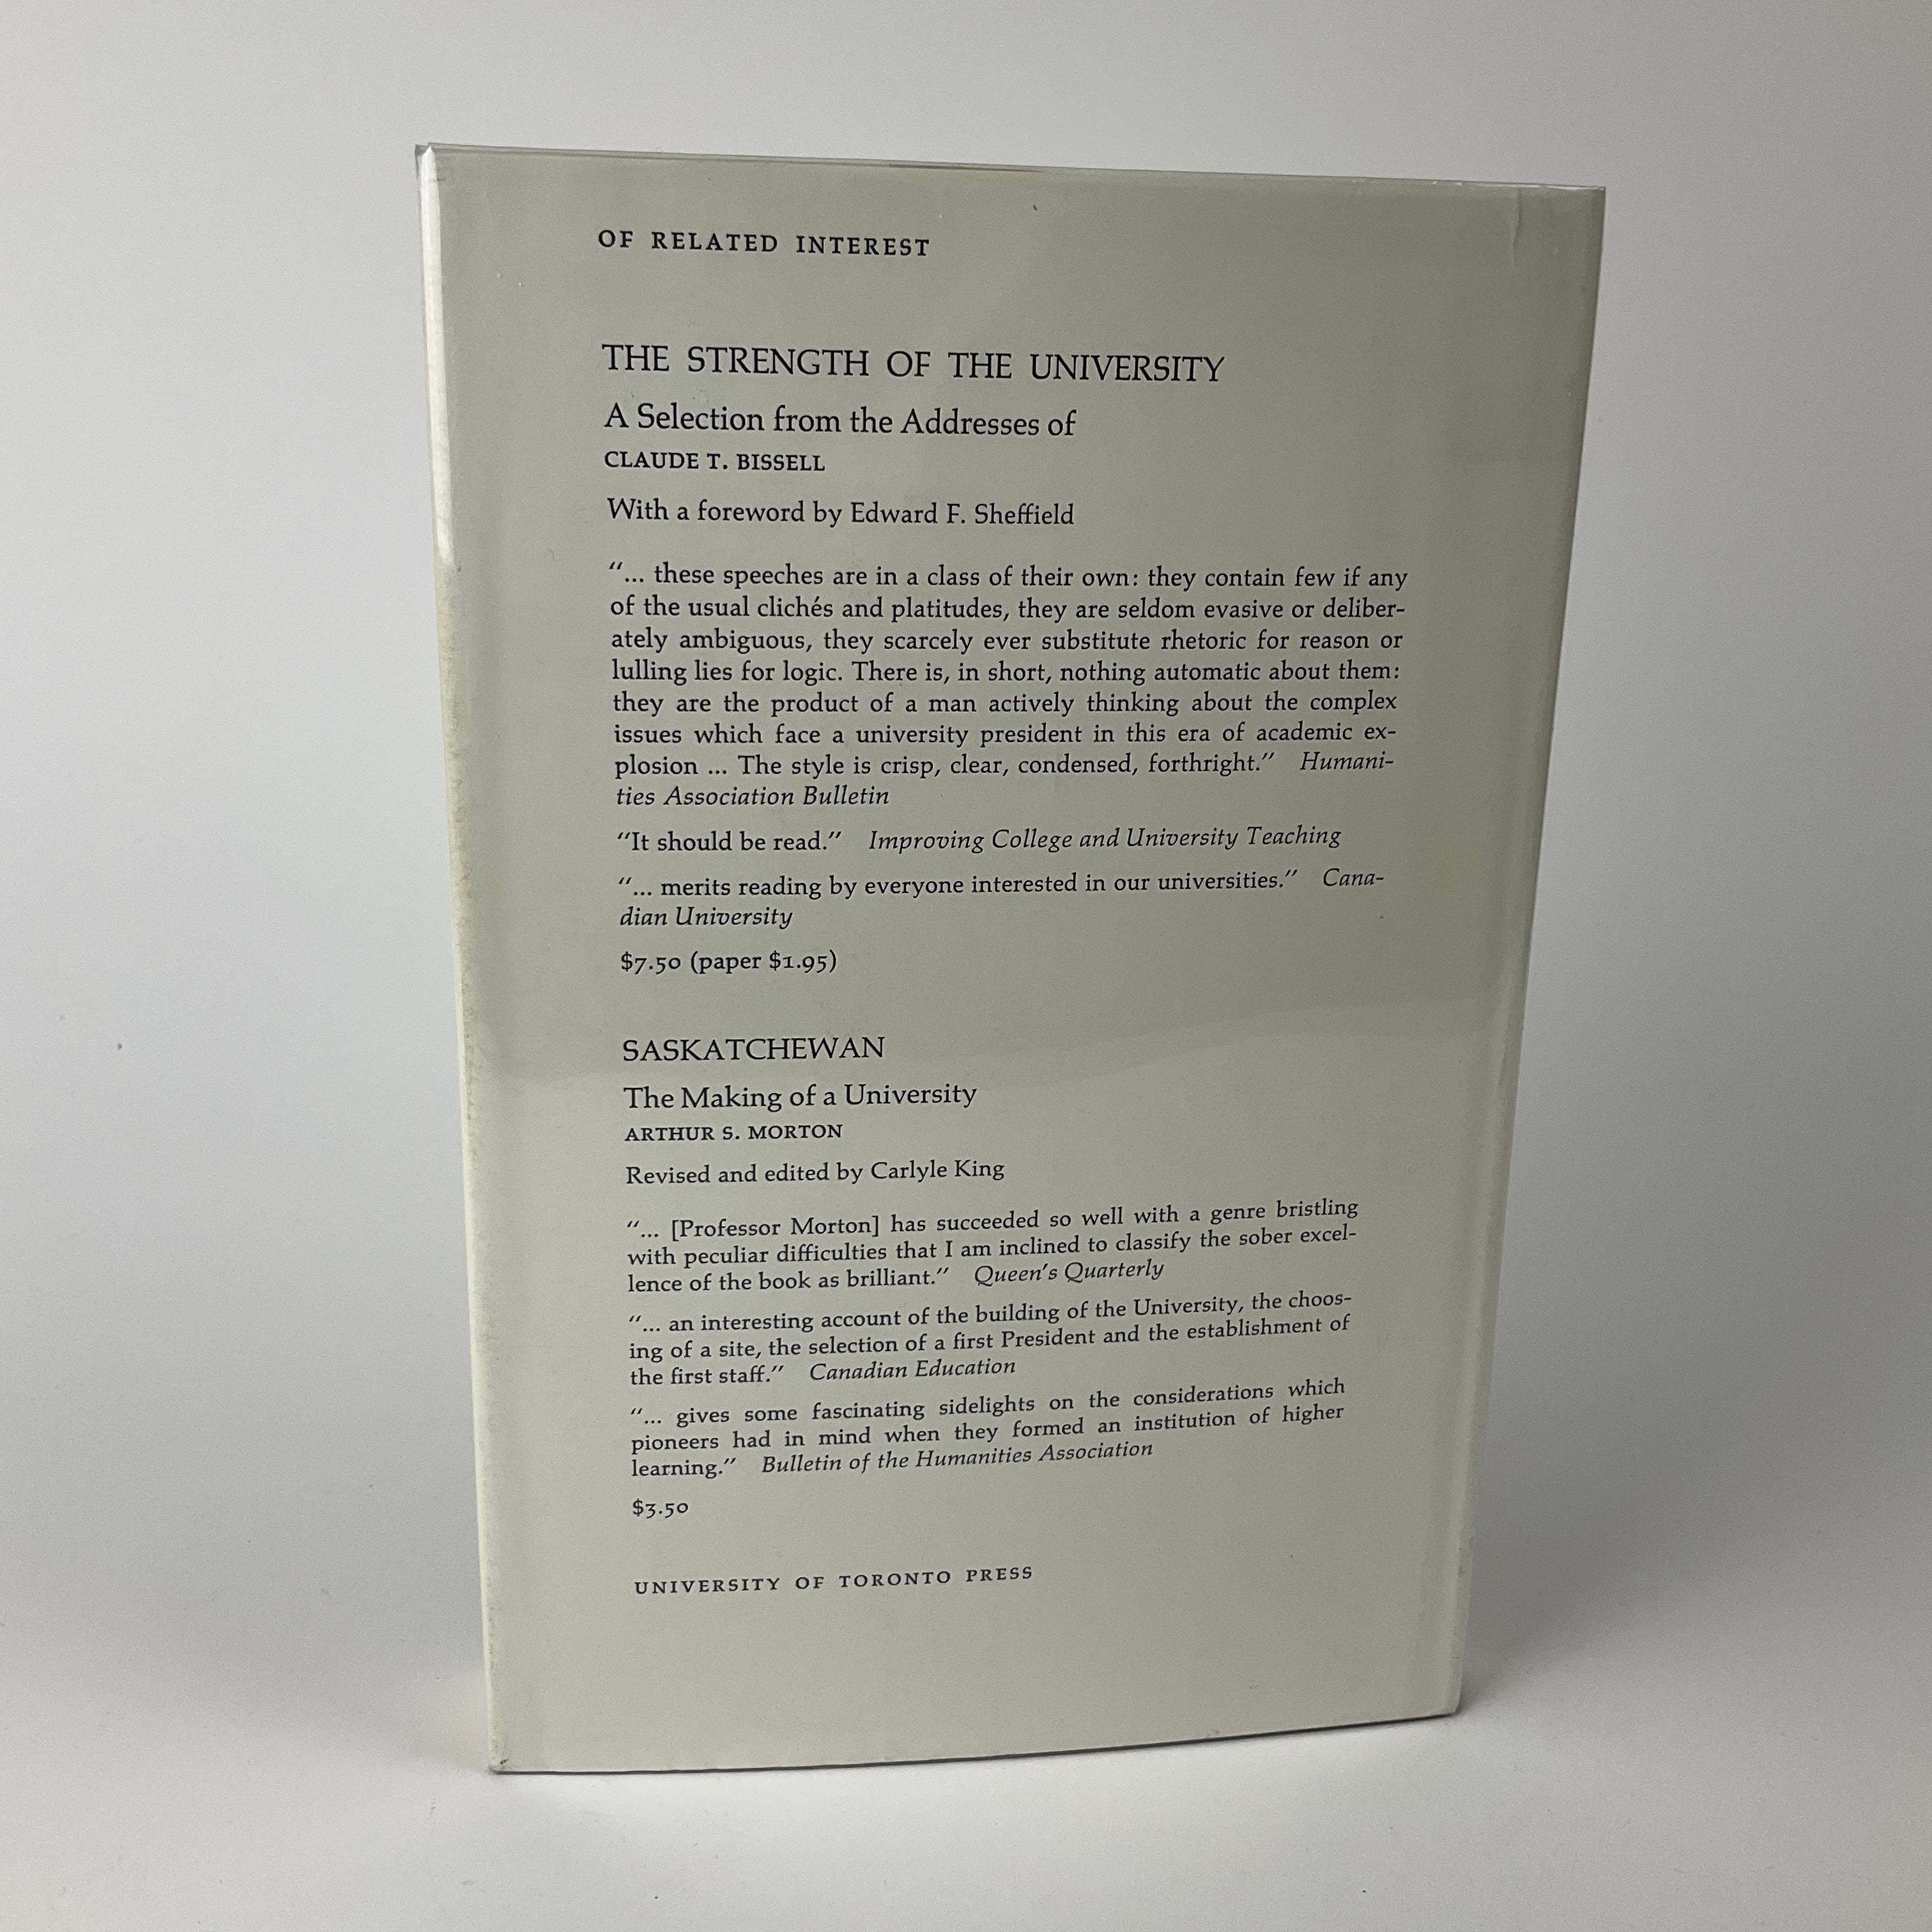 OF RELATED INTEREST
THE STRENGTH OF THE UNIVERSITY
A Selection from the Addresses of
CLAUDE T. BISSELL
With a foreword by Edward F. Sheffield
“... these speeches are in a class of their own: they contain few if any
of the usual clichés and platitudes, they are seldom evasive or deliber-
ately ambiguous, they scarcely ever substitute rhetoric for reason or
lulling lies for logic. There is, in short, nothing automatic about them:
they are the product of a man actively thinking about the complex
issues which face a university president in this era of academic ex-
plosion ... The style is crisp, clear, condensed, forthright.” Humani-
ties Association Bulletin
“It should be read.” Improving College and University Teaching
“... merits reading by everyone interested in our universities.” Cana-
dian University
$7.50 (paper $1.95)
SASKATCHEWAN
The Making of a University
ARTHUR S. MORTON
Revised and edited by Carlyle King
“... [Professor Morton] has succeeded so well with a genre bristling
with peculiar difficulties that I am inclined to classify the sober excel-
lence of the book as brilliant.” Queen's Quarterly
“... an interesting account of the building of the University, the choos-
ing of a site, the selection of a first President and the establishment of
the first staff.” Canadian Education
“... gives some fascinating sidelights on the considerations which
pioneers had in mind when they formed an institution of higher
learning.” Bulletin of the Humanities Association
$3.50
UNIVERSITY OF TORONTO PRESS